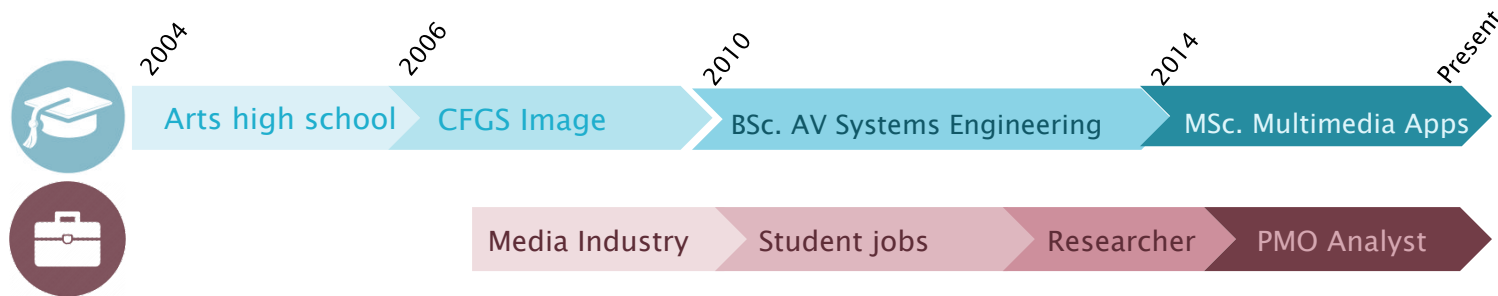 2004
2006
2010
2014
Present
Arts high school
CFGS Image
BSc. AV Systems Engineering
MSc. Multimedia Apps
Media Industry
Student jobs
Researcher
PMO Analyst